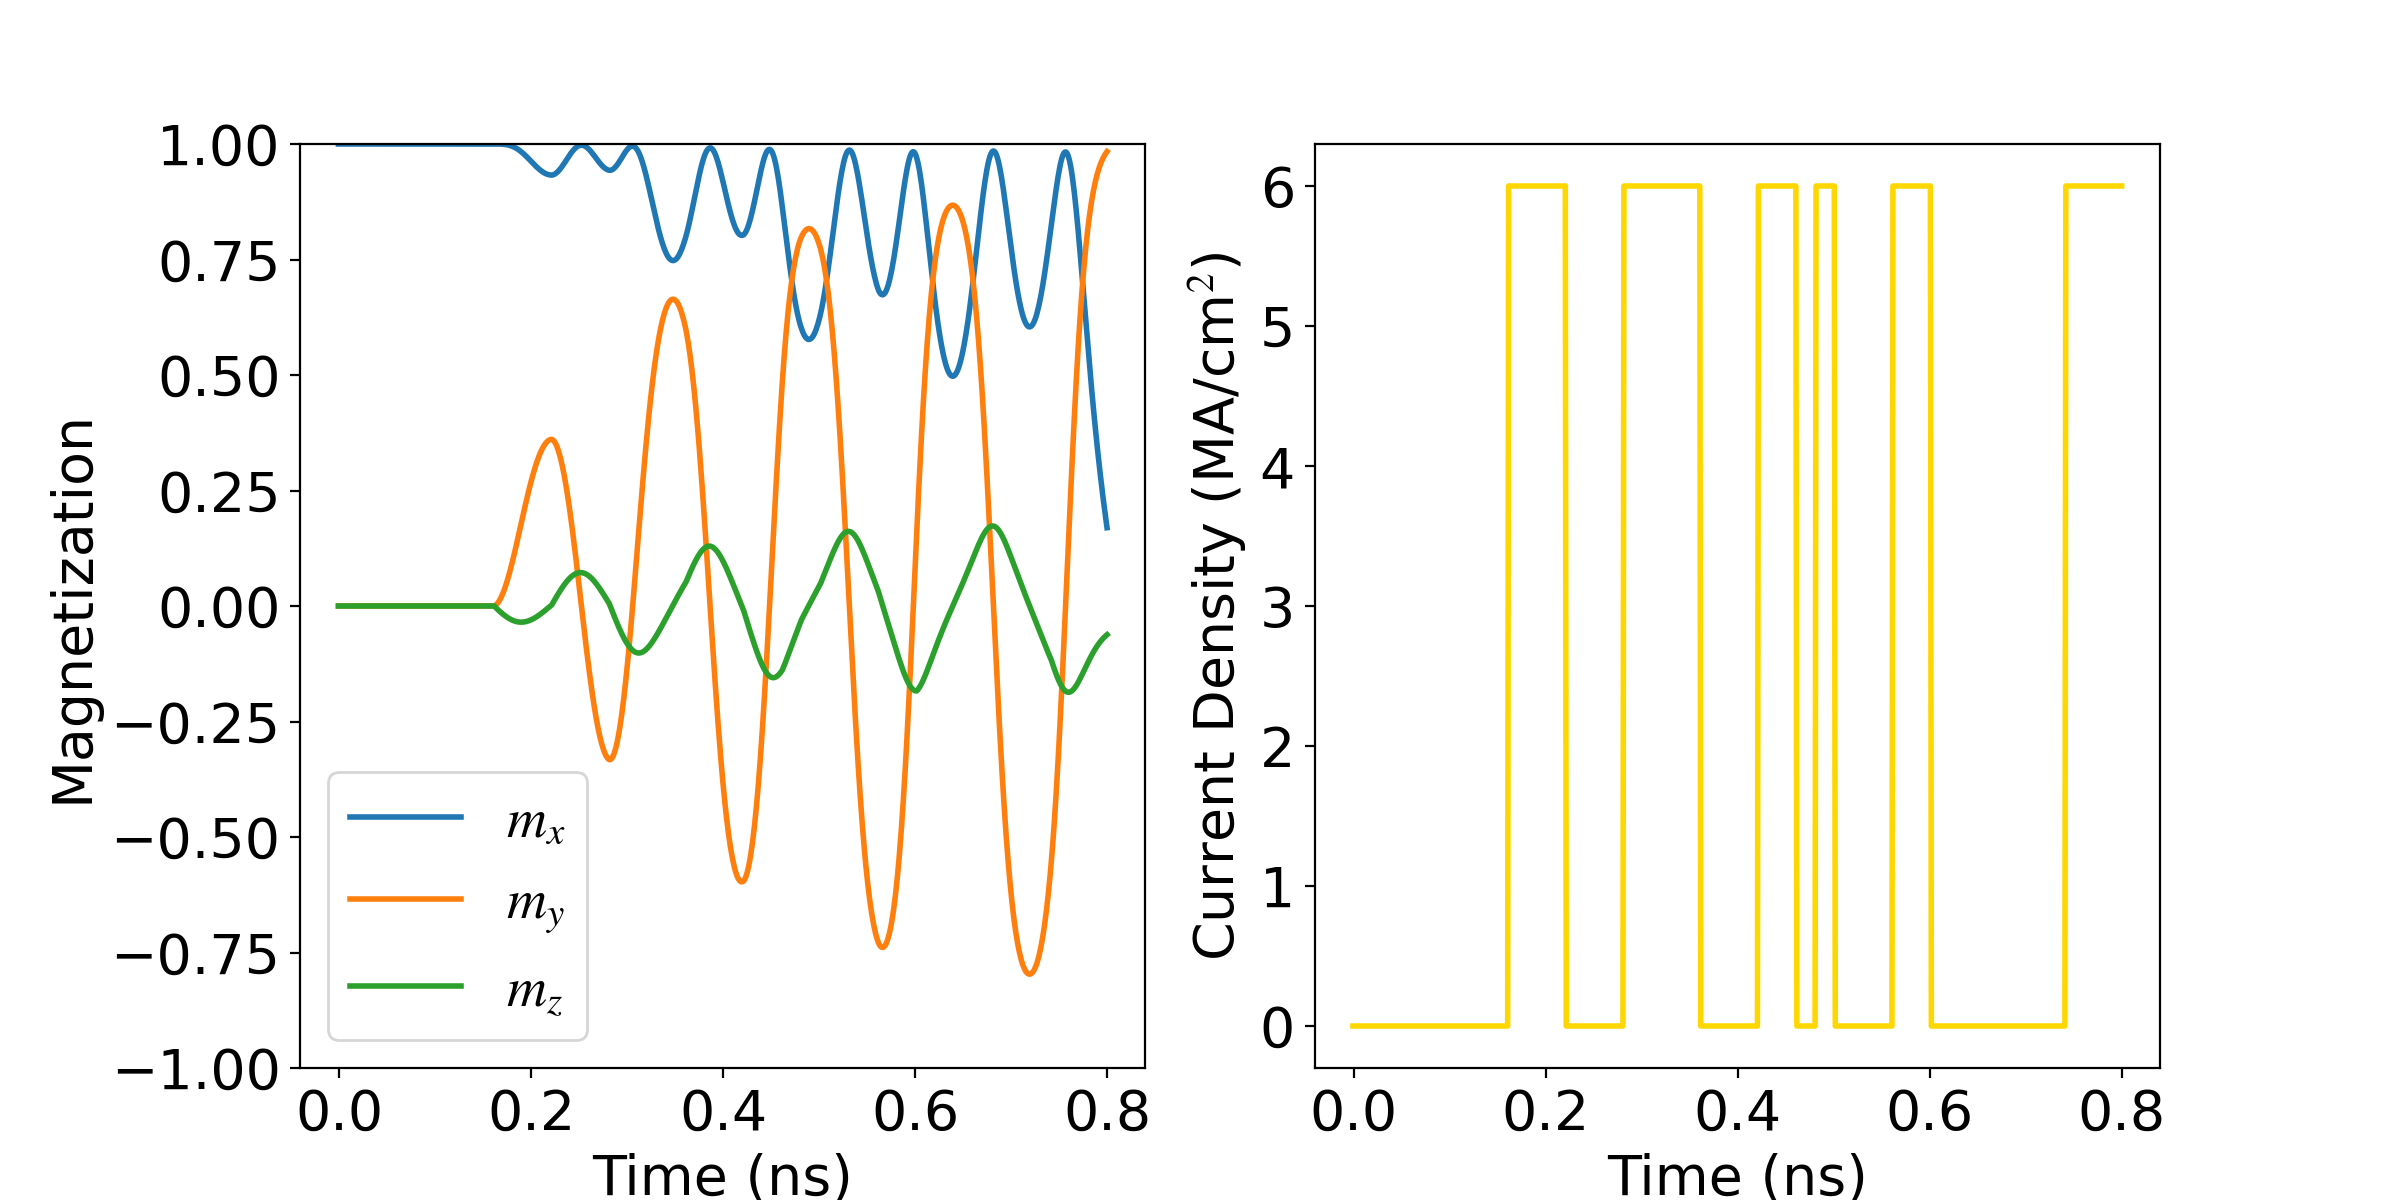 Magnetization
1.00
0.75
0.50
0.25
0.00
−0.25
−0.50
−0.75
−1.00
m_x
m_y
m_z
0.0 0.2 0.4 0.6 0.8
Time (ns)
Current Density (MA/cm²)
6
5
4
3
2
1
0
0.0 0.2 0.4 0.6 0.8
Time (ns)